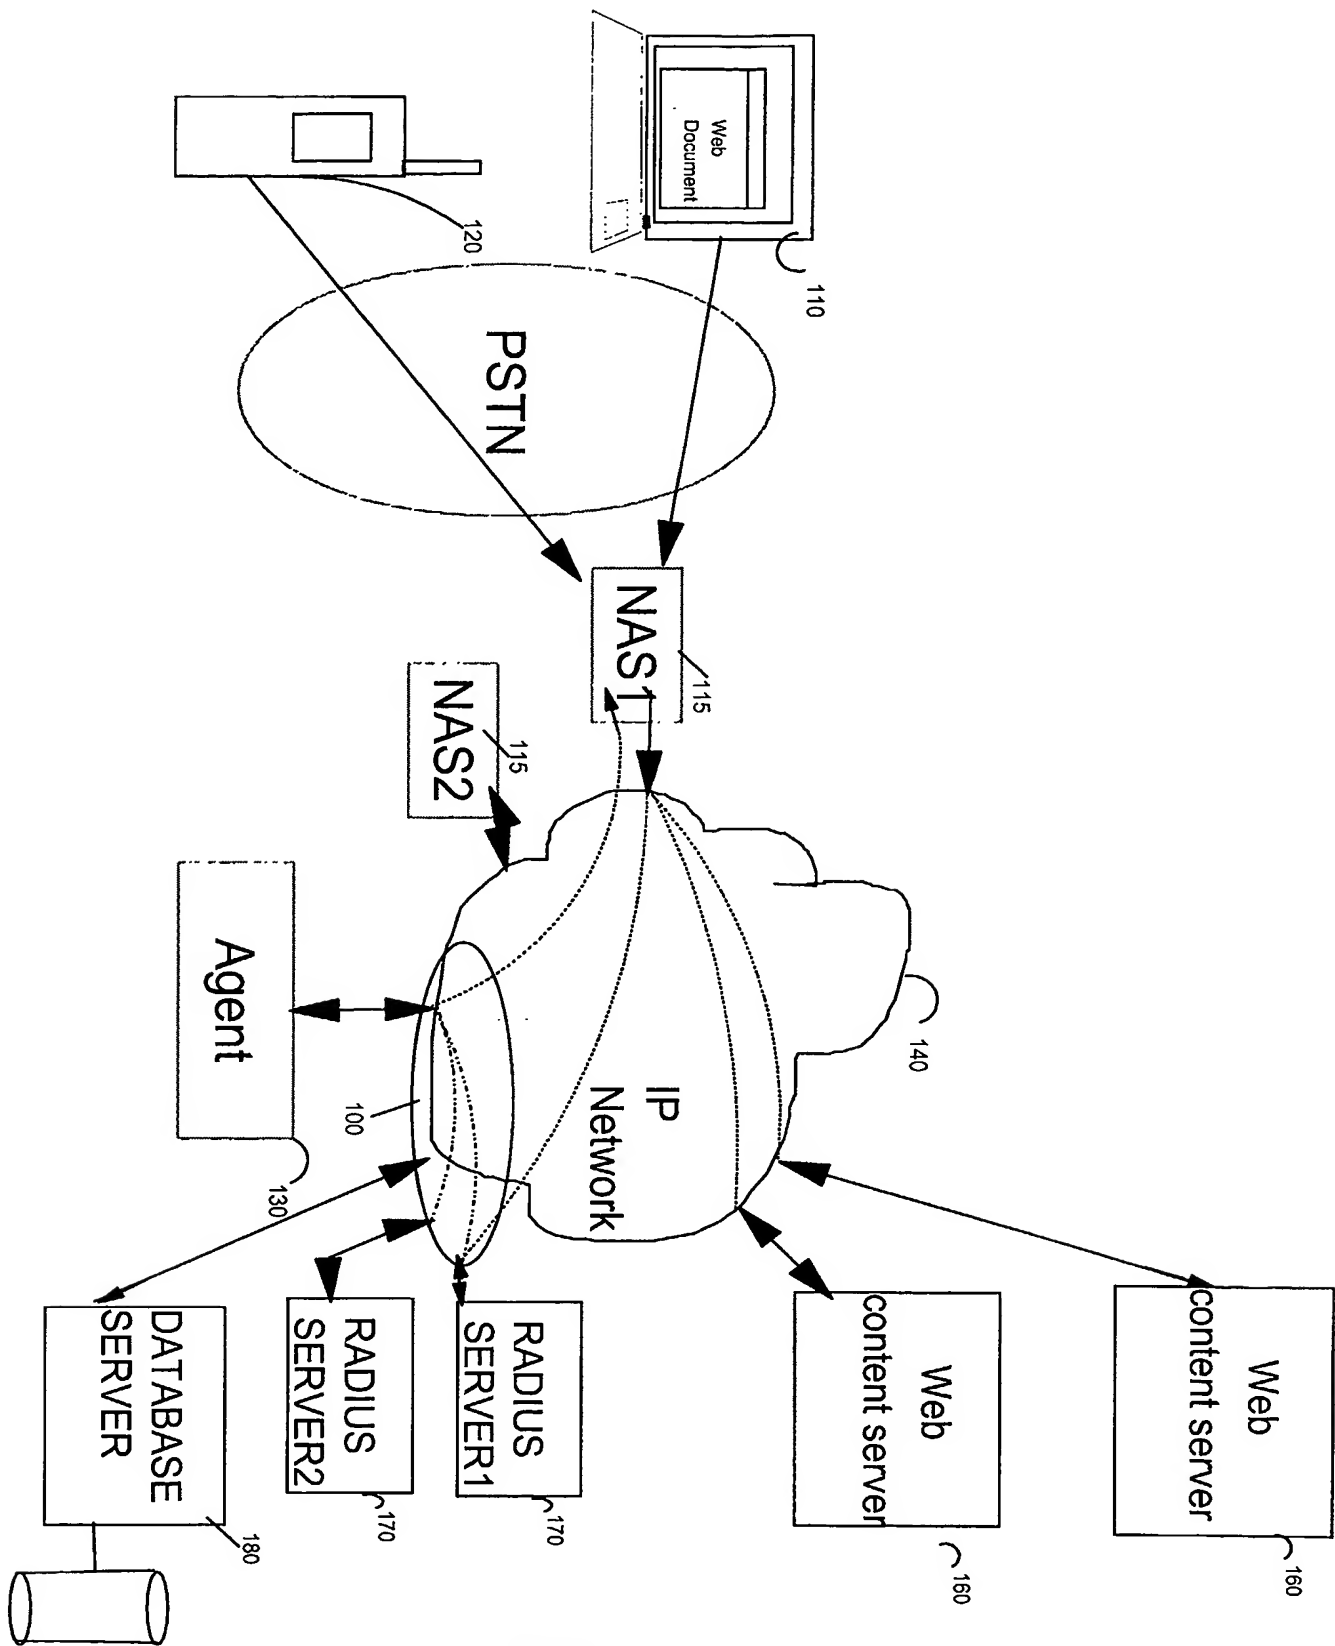 Web
Document
110
120
PSTN
NAS1
115
NAS2
115
140
IP
Network
Agent
130
100
Web
content server
160
Web
content server
160
RADIUS
SERVER1
170
RADIUS
SERVER2
170
DATABASE
SERVER
180